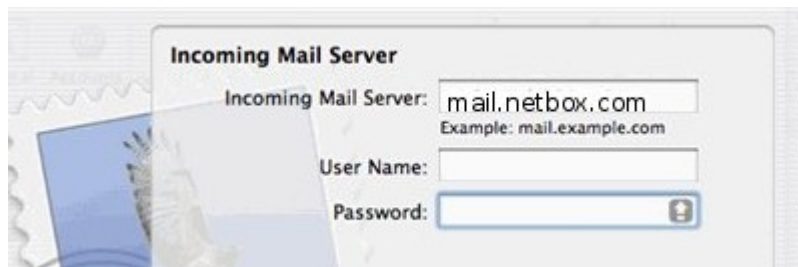 Incoming Mail Server
Incoming Mail Server: mail.netbox.com
Example: mail.example.com
User Name:
Password: